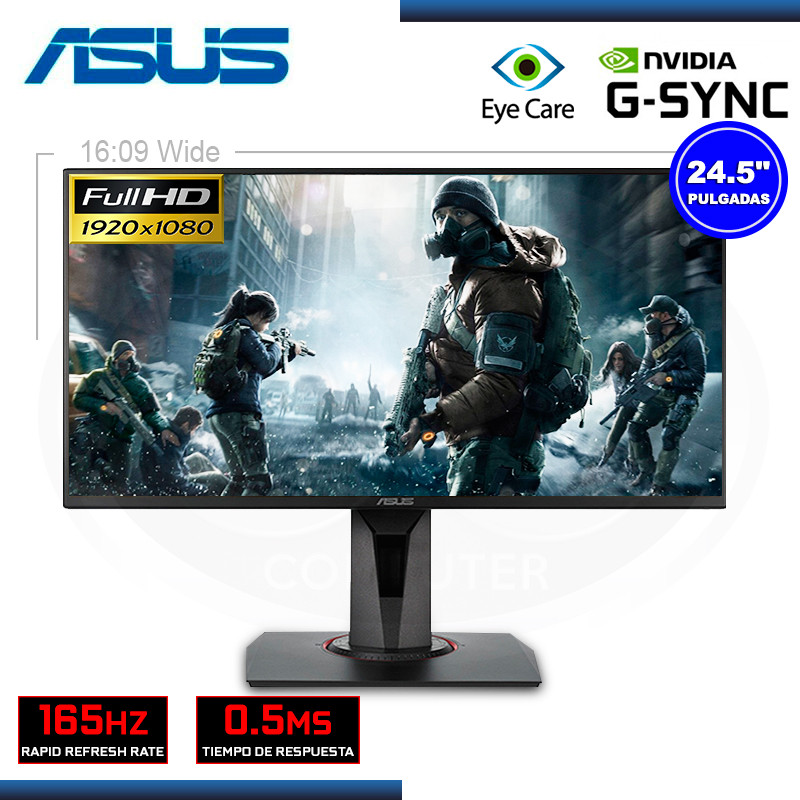 ASUS
Eye Care
NVIDIA
G-SYNC
16:09 Wide
24.5"
PULGADAS
Full HD
1920x1080
ASUS
COMPUTER
165HZ
RAPID REFRESH RATE
0.5MS
TIEMPO DE RESPUESTA